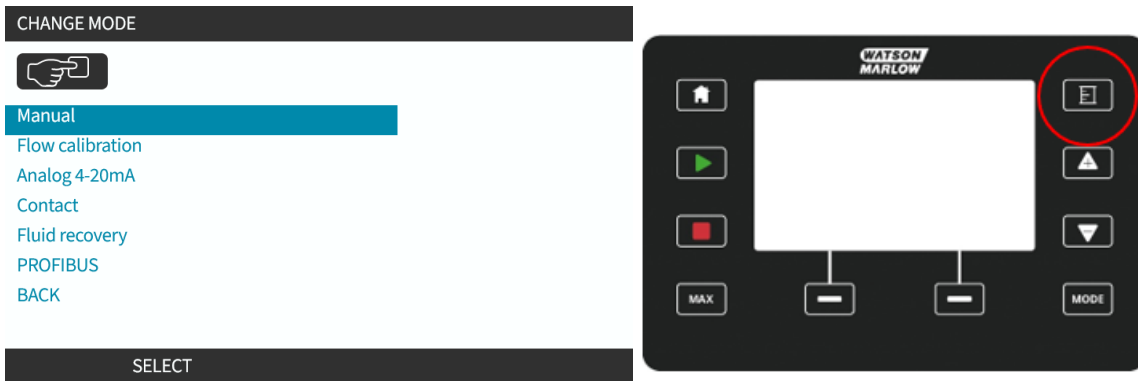 CHANGE MODE
Manual
Flow calibration
Analog 4-20mA
Contact
Fluid recovery
PROFIBUS
BACK
SELECT
WATSON
MARLOW
MAX
MODE